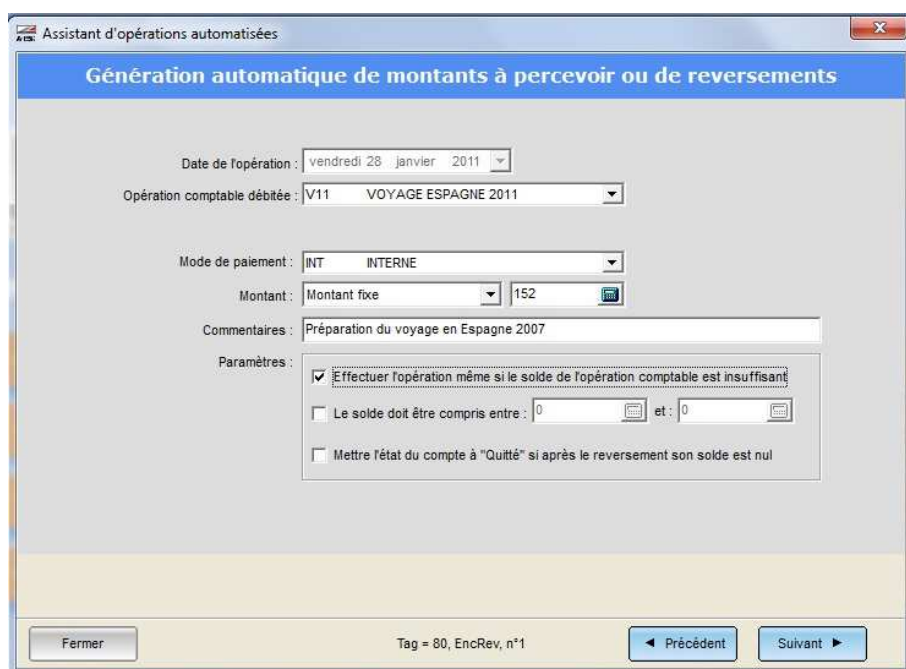 Assistant d'opérations automatisées
Génération automatique de montants à percevoir ou de reversements
Date de l'opération : vendredi 28 janvier 2011
Opération comptable débitée : V11 VOYAGE ESPAGNE 2011
Mode de paiement : INT INTERNE
Montant : Montant fixe 152
Commentaires : Préparation du voyage en Espagne 2007
Paramètres :
Effectuer l'opération même si le solde de l'opération comptable est insuffisant
Le solde doit être compris entre : 0 et : 0
Mettre l'état du compte à "Quitté" si après le reversement son solde est nul
Fermer Tag = 80, EncRev, n°1 Précédent Suivant